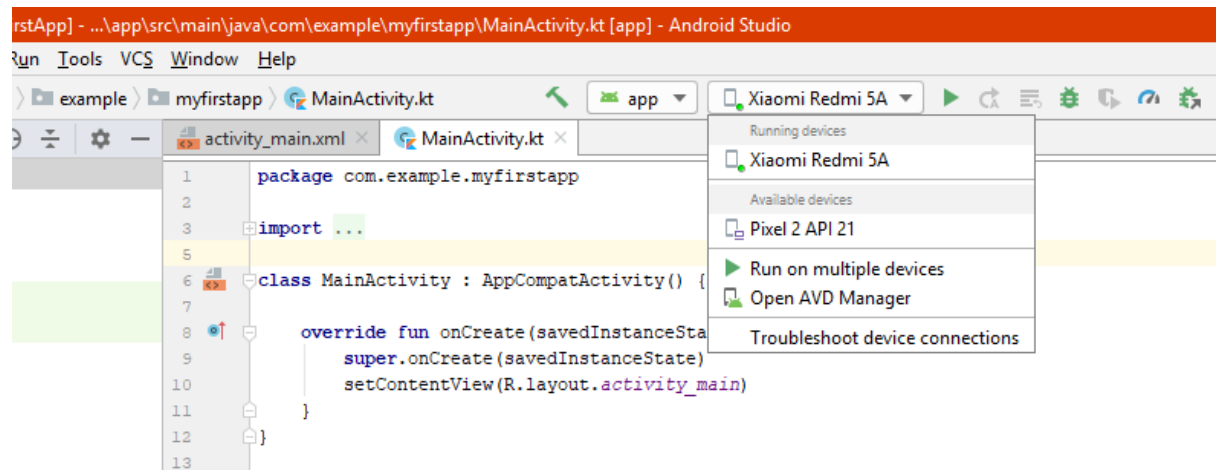 rstApp] - ...\app\src\main\java\com\example\myfirstapp\MainActivity.kt [app] - Android Studio
Run Tools VCS Window Help
example myfirstapp MainActivity.kt app Xiaomi Redmi 5A
activity_main.xml MainActivity.kt
Running devices
Xiaomi Redmi 5A
Available devices
Pixel 2 API 21
Run on multiple devices
Open AVD Manager
Troubleshoot device connections
1 package com.example.myfirstapp
2
3 import ...
5
6 class MainActivity : AppCompatActivity() {
7
8 override fun onCreate(savedInstanceSta
9 super.onCreate(savedInstanceState)
10 setContentView(R.layout.activity_main)
11 }
12 }
13